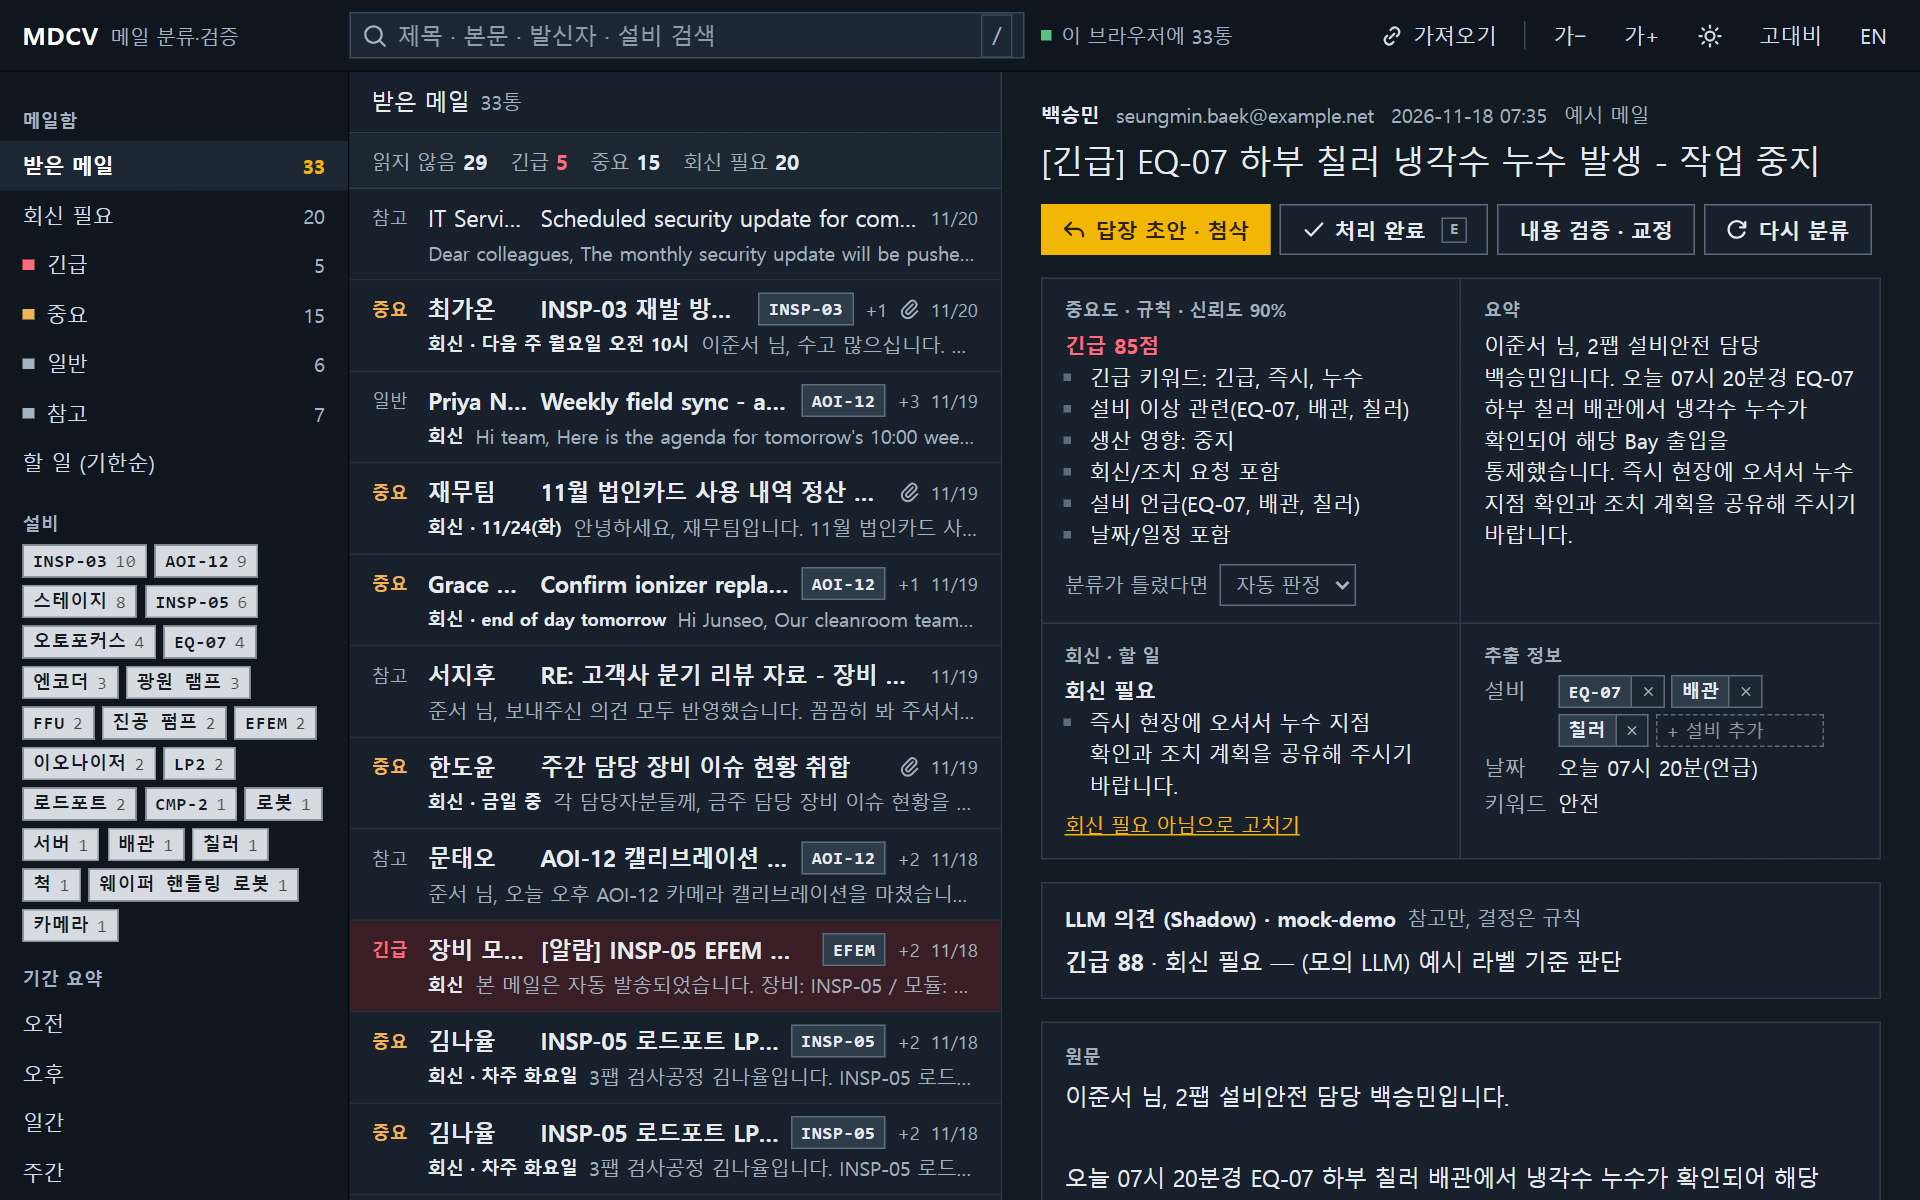 MDCV 메일 분류·검증
제목 · 본문 · 발신자 · 설비 검색 /
이 브라우저에 33통
가져오기
가−
가+
고대비
EN
메일함
받은 메일 33
회신 필요 20
긴급 5
중요 15
일반 6
참고 7
할 일 (기한순)
설비
INSP-03 10 AOI-12 9
스테이지 8 INSP-05 6
오토포커스 4 EQ-07 4
엔코더 3 광원 램프 3
FFU 2 진공 펌프 2 EFEM 2
이오나이저 2 LP2 2
로드포트 2 CMP-2 1 로봇 1
서버 1 배관 1 칠러 1
척 1 웨이퍼 핸들링 로봇 1
카메라 1
기간 요약
오전
오후
일간
주간
받은 메일 33통
읽지 않음 29 긴급 5 중요 15 회신 필요 20
참고 IT Servi... Scheduled security update for com... 11/20
Dear colleagues, The monthly security update will be pushe...
중요 최가온 INSP-03 재발 방... INSP-03 +1 11/20
회신 · 다음 주 월요일 오전 10시 이준서 님, 수고 많으십니다. ...
일반 Priya N... Weekly field sync - a... AOI-12 +3 11/19
회신 Hi team, Here is the agenda for tomorrow's 10:00 wee...
중요 재무팀 11월 법인카드 사용 내역 정산 ... 11/19
회신 · 11/24(화) 안녕하세요, 재무팀입니다. 11월 법인카드 사...
중요 Grace ... Confirm ionizer repla... AOI-12 +1 11/19
회신 · end of day tomorrow Hi Junseo, Our cleanroom team...
참고 서지후 RE: 고객사 분기 리뷰 자료 - 장비 ... 11/19
준서 님, 보내주신 의견 모두 반영했습니다. 꼼꼼히 봐 주셔서...
중요 한도윤 주간 담당 장비 이슈 현황 취합 11/19
회신 · 금일 중 각 담당자분들께, 금주 담당 장비 이슈 현황을 ...
참고 문태오 AOI-12 캘리브레이션 ... AOI-12 +2 11/18
준서 님, 오늘 오후 AOI-12 카메라 캘리브레이션을 마쳤습니...
긴급 장비 모... [알람] INSP-05 EFEM ... EFEM +2 11/18
회신 본 메일은 자동 발송되었습니다. 장비: INSP-05 / 모듈: ...
중요 김나율 INSP-05 로드포트 LP... INSP-05 +2 11/18
회신 · 차주 화요일 3팹 검사공정 김나율입니다. INSP-05 로드...
중요 김나율 INSP-05 로드포트 LP... INSP-05 +2 11/18
회신 · 차주 화요일 3팹 검사공정 김나율입니다. INSP-05 로드...
백승민 seungmin.baek@example.net 2026-11-18 07:35 예시 메일
[긴급] EQ-07 하부 칠러 냉각수 누수 발생 - 작업 중지
답장 초안 · 첨삭
처리 완료 E
내용 검증 · 교정
다시 분류
중요도 · 규칙 · 신뢰도 90%
긴급 85점
긴급 키워드: 긴급, 즉시, 누수
설비 이상 관련(EQ-07, 배관, 칠러)
생산 영향: 중지
회신/조치 요청 포함
설비 언급(EQ-07, 배관, 칠러)
날짜/일정 포함
분류가 틀렸다면 자동 판정
요약
이준서 님, 2팹 설비안전 담당
백승민입니다. 오늘 07시 20분경 EQ-07
하부 칠러 배관에서 냉각수 누수가
확인되어 해당 Bay 출입을
통제했습니다. 즉시 현장에 오셔서 누수
지점 확인과 조치 계획을 공유해 주시기
바랍니다.
회신 · 할 일
회신 필요
즉시 현장에 오셔서 누수 지점
확인과 조치 계획을 공유해 주시기
바랍니다.
회신 필요 아님으로 고치기
추출 정보
설비 EQ-07 × 배관 ×
칠러 × + 설비 추가
날짜 오늘 07시 20분(언급)
키워드 안전
LLM 의견 (Shadow) · mock-demo 참고만, 결정은 규칙
긴급 88 · 회신 필요 — (모의 LLM) 예시 라벨 기준 판단
원문
이준서 님, 2팹 설비안전 담당 백승민입니다.
오늘 07시 20분경 EQ-07 하부 칠러 배관에서 냉각수 누수가 확인되어 해당